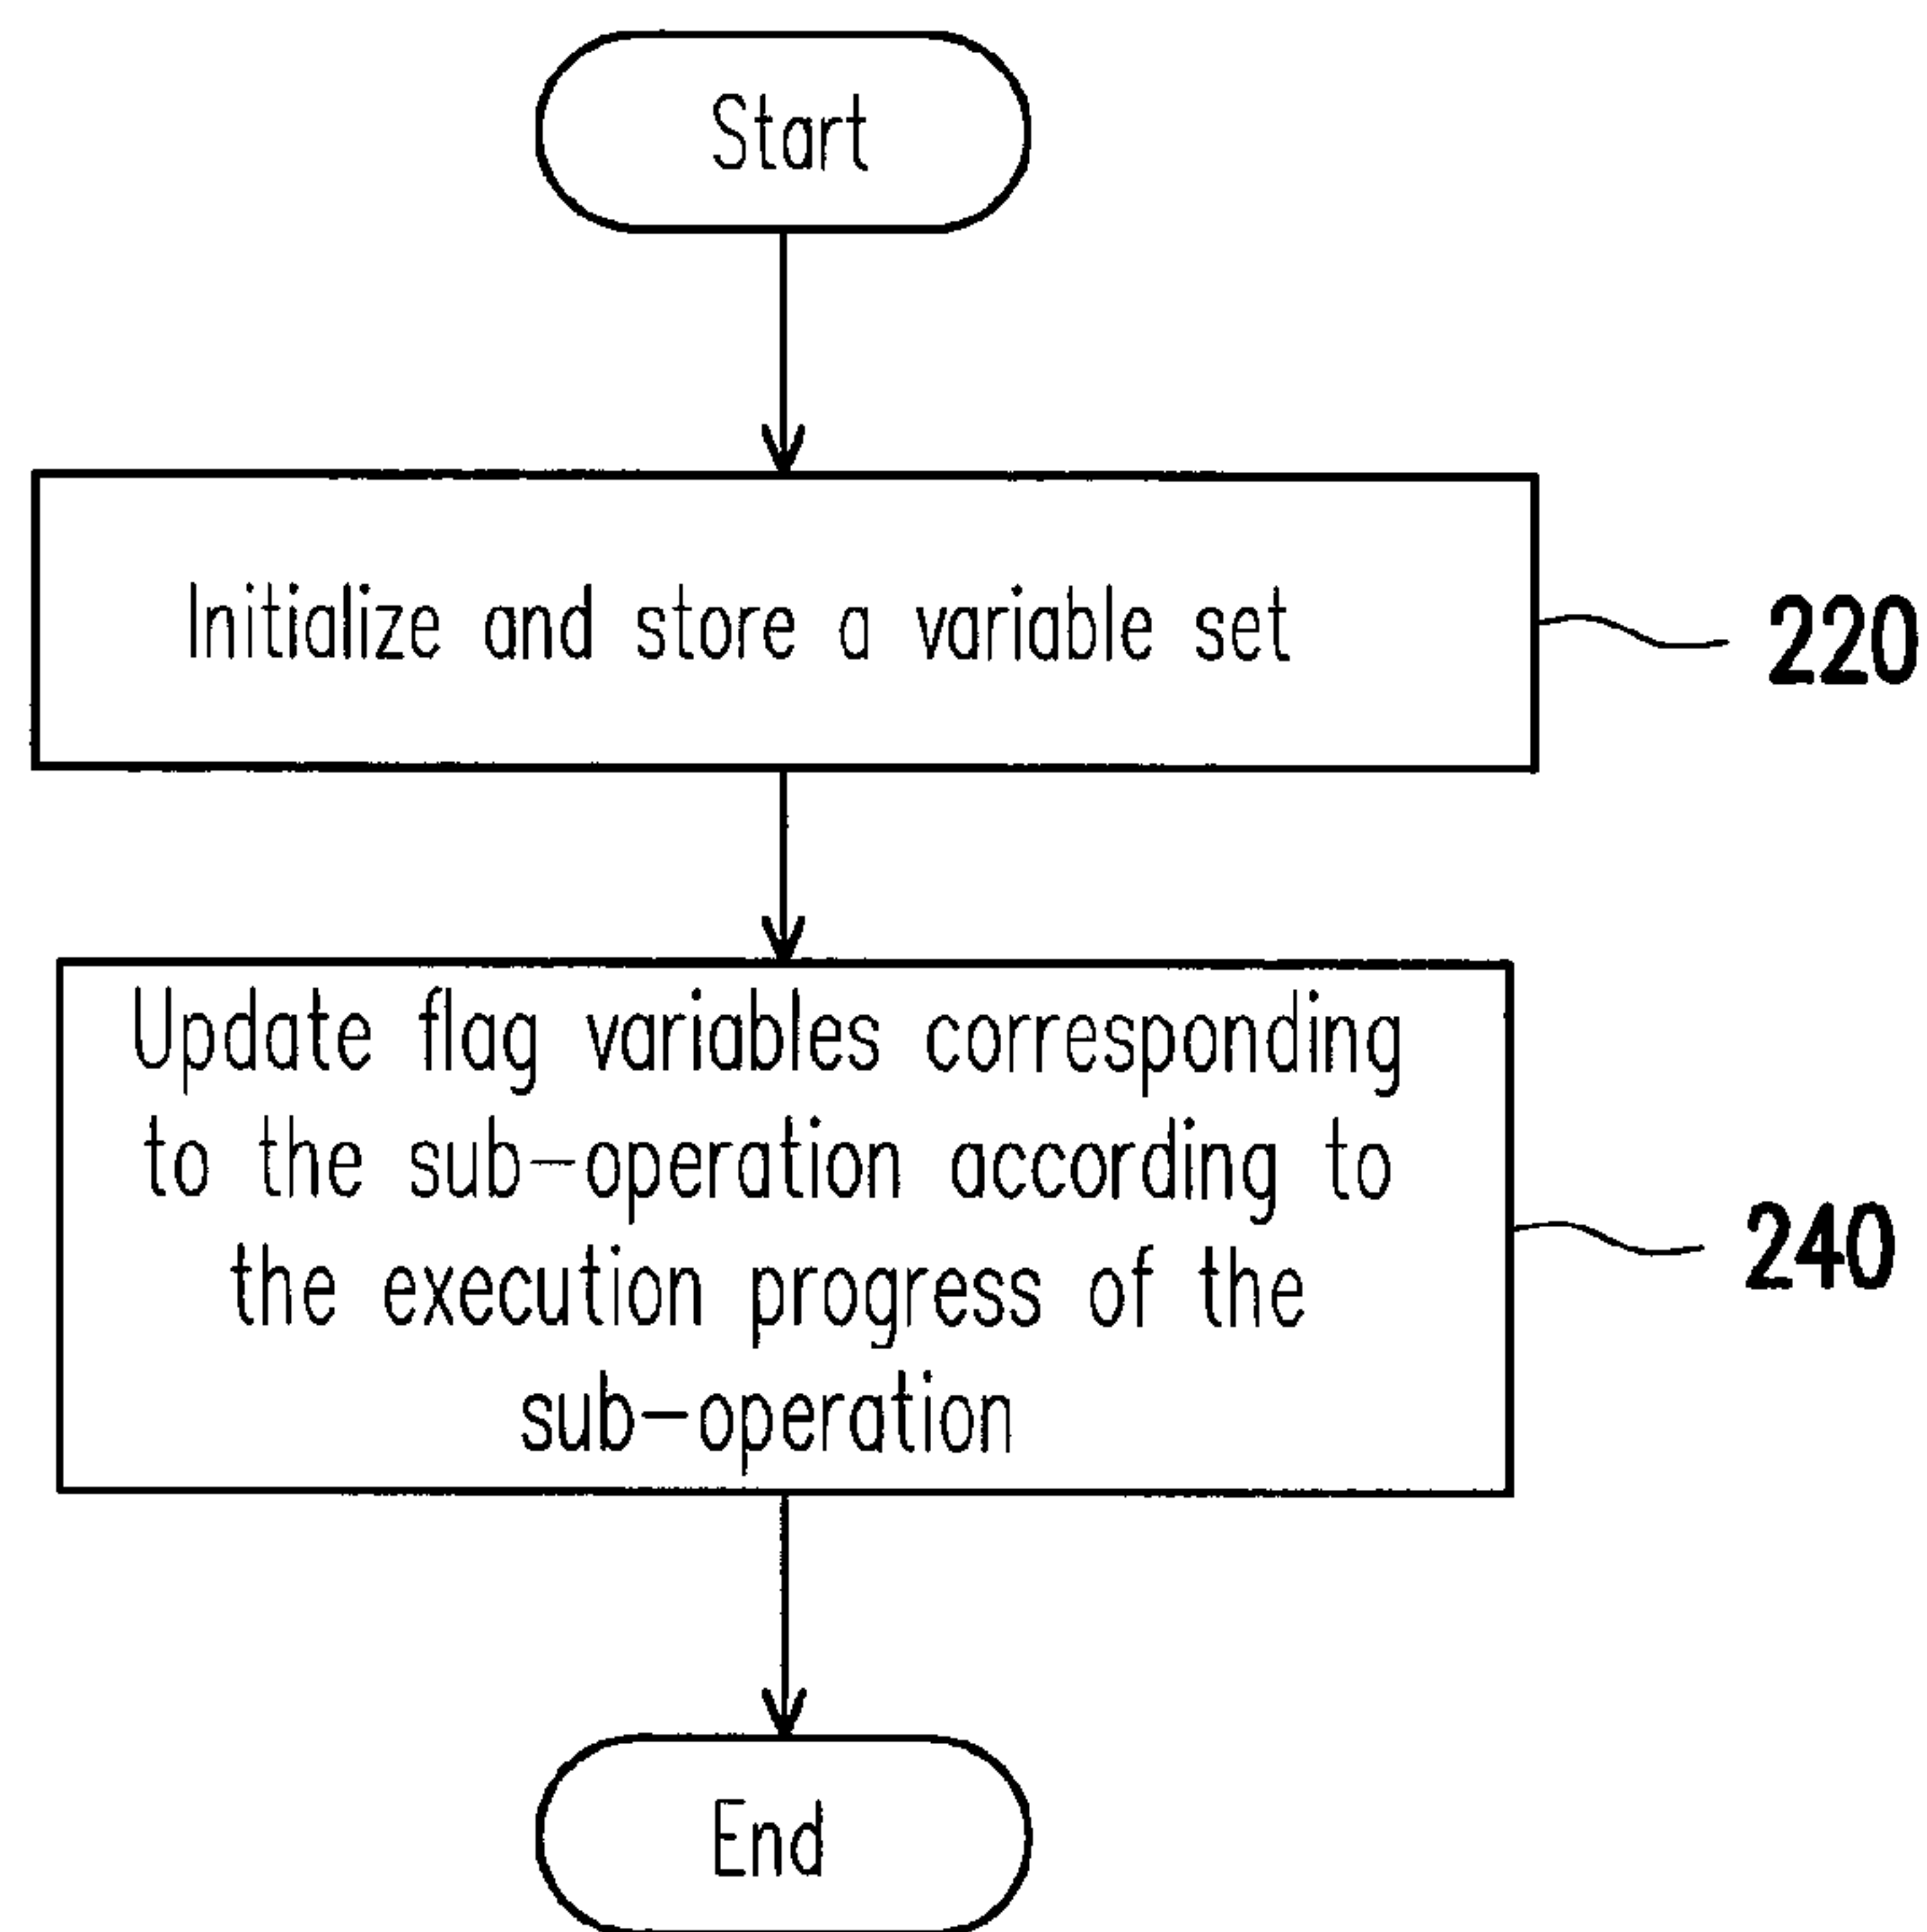 Start
Initialize and store a variable set
220
Update flag variables corresponding
to the sub-operation according to
the execution progress of the
sub-operation
240
End